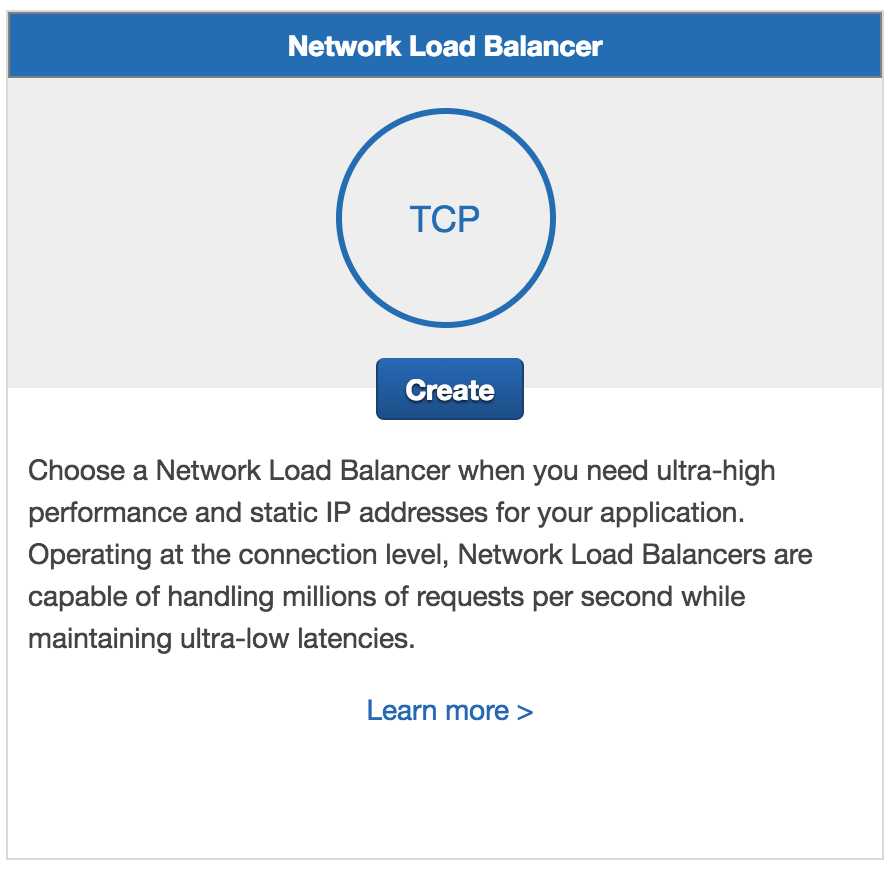 Network Load Balancer
TCP
Create
Choose a Network Load Balancer when you need ultra-high
performance and static IP addresses for your application.
Operating at the connection level, Network Load Balancers are
capable of handling millions of requests per second while
maintaining ultra-low latencies.
Learn more >